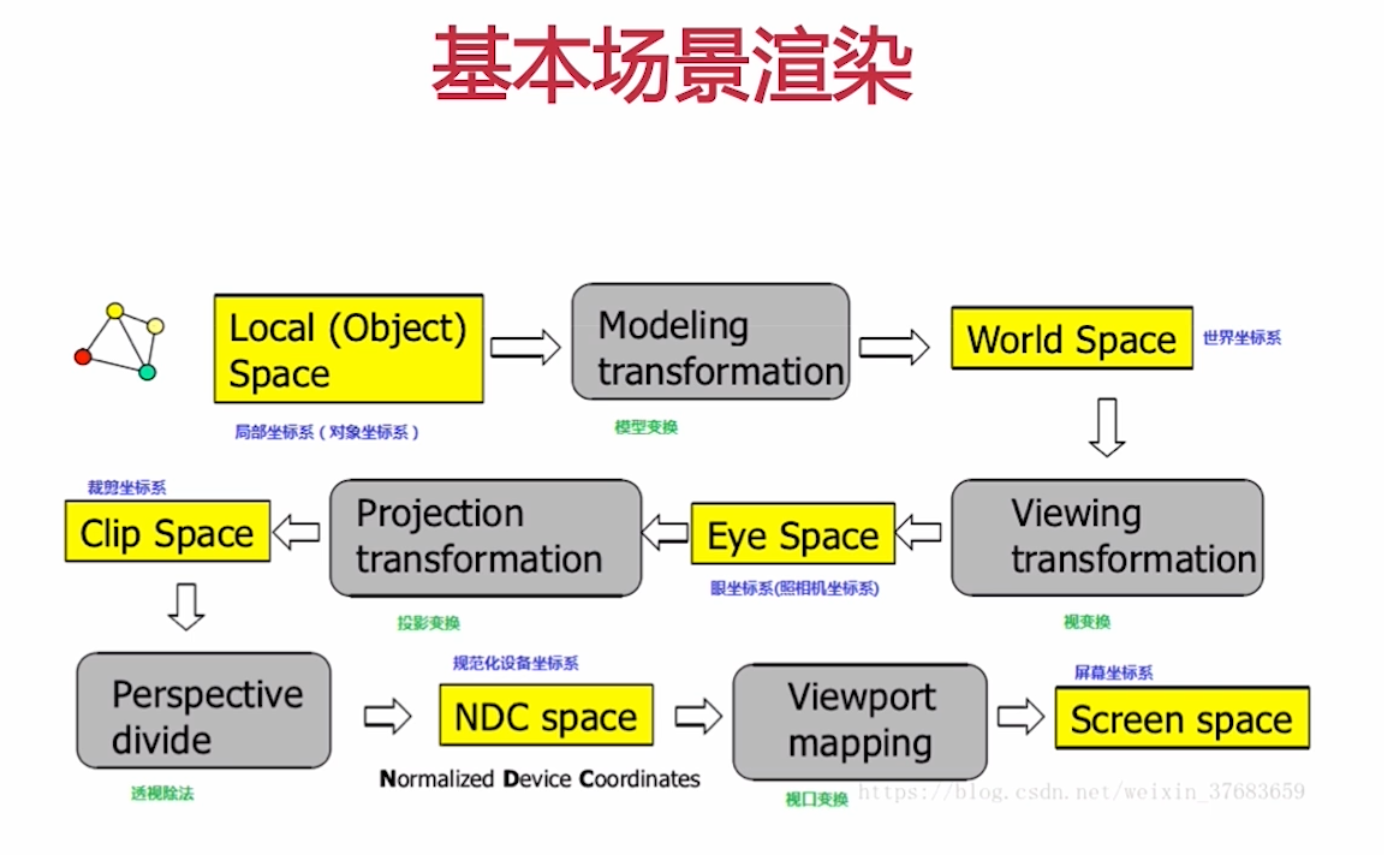 基本场景渲染
Local (Object)
Space
局部坐标系 ( 对象坐标系 )
Modeling
transformation
模型变换
World Space
世界坐标系
Viewing
transformation
视变换
Eye Space
眼坐标系(照相机坐标系)
Projection
transformation
投影变换
裁剪坐标系
Clip Space
Perspective
divide
透视除法
规范化设备坐标系
NDC space
Normalized Device Coordinates
Viewport
mapping
视口变换
屏幕坐标系
Screen space
https://blog.csdn.net/weixin_37683659